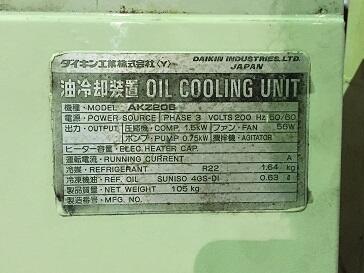 ダイキン工業株式会社〈Y〉 DAIKIN INDUSTRIES, LTD.
JAPAN
油冷却装置 OIL COOLING UNIT
機種・MODEL AKZ206
電源・POWER SOURCE PHASE 3 VOLTS 200 Hz 50/60
出力・OUTPUT 圧縮機・COMP. 1.5kW ファン・FAN 56W
ポンプ・PUMP 0.75kW 攪拌機・AGITATOR
ヒーター容量・ELEC. HEATER CAP.
運転電流・RUNNING CURRENT A
冷媒・REFRIGERANT R22 1.64 kg
冷凍機油・REF. OIL SUNISO 4GS-DI 0.63 ℓ
製品質量・NET WEIGHT 105 kg
製造番号・MFG. NO.